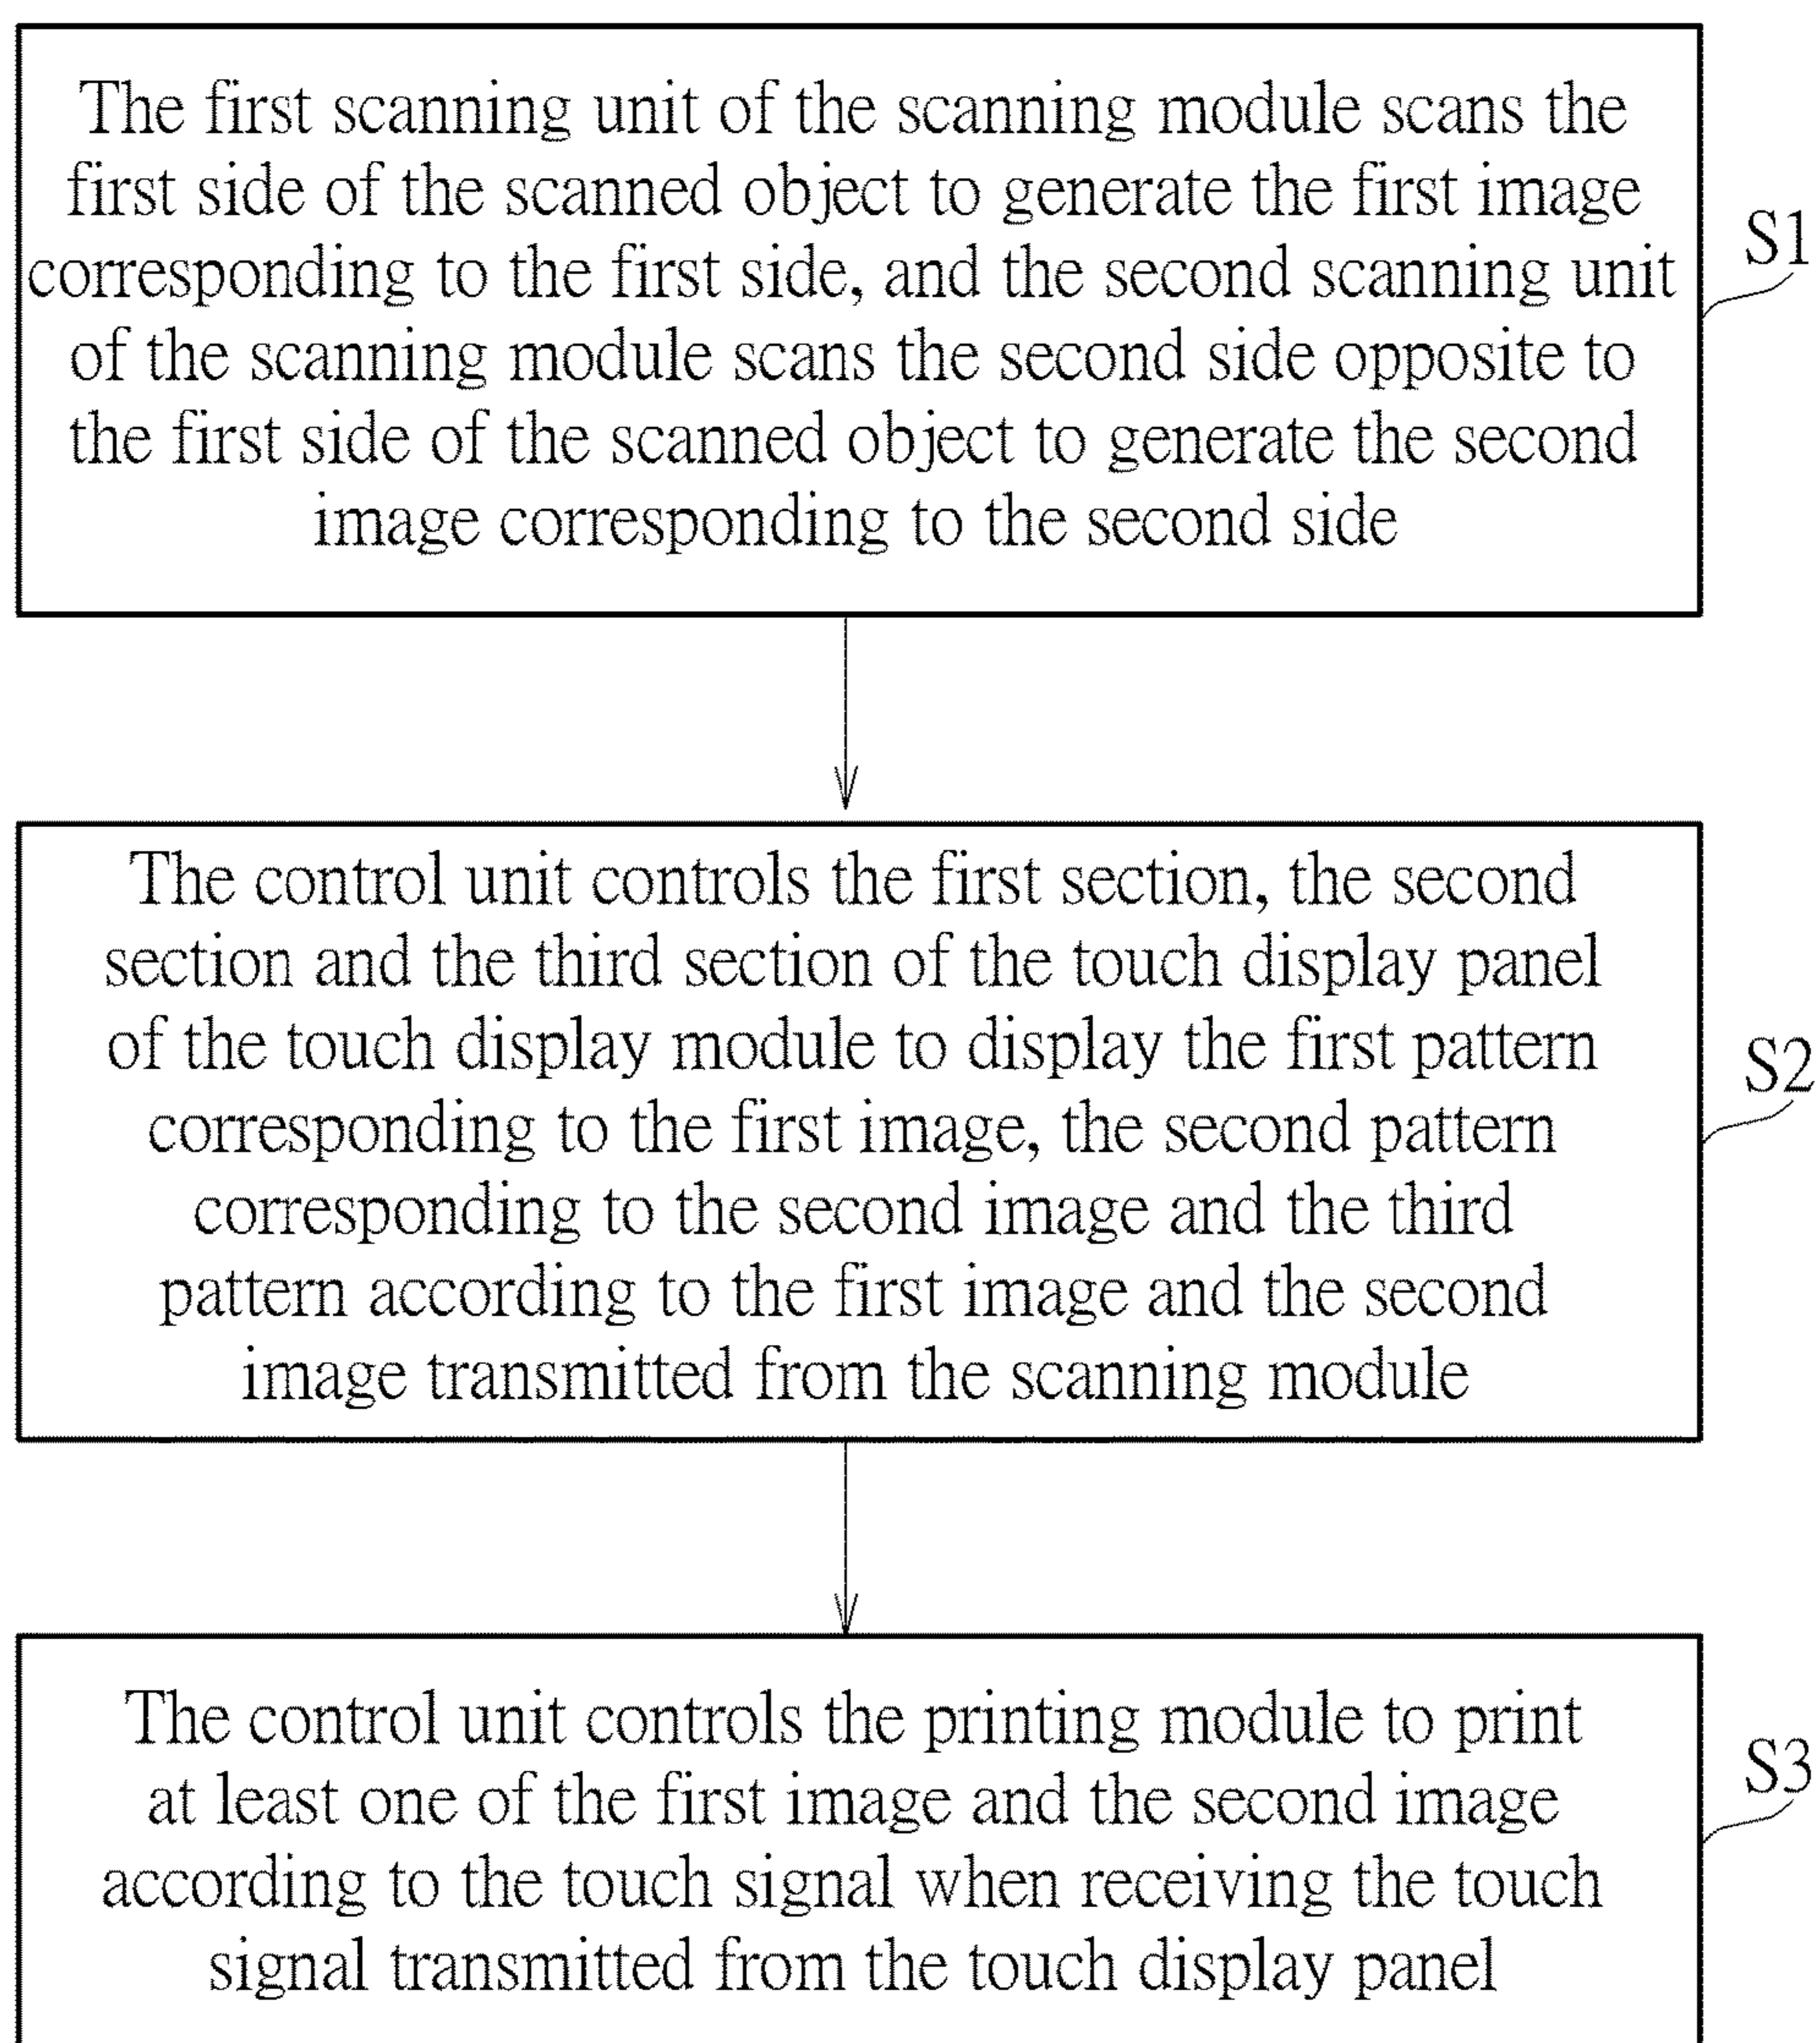 The first scanning unit of the scanning module scans the
first side of the scanned object to generate the first image
corresponding to the first side, and the second scanning unit
of the scanning module scans the second side opposite to
the first side of the scanned object to generate the second
image corresponding to the second side
S1
The control unit controls the first section, the second
section and the third section of the touch display panel
of the touch display module to display the first pattern
corresponding to the first image, the second pattern
corresponding to the second image and the third
pattern according to the first image and the second
image transmitted from the scanning module
S2
The control unit controls the printing module to print
at least one of the first image and the second image
according to the touch signal when receiving the touch
signal transmitted from the touch display panel
S3